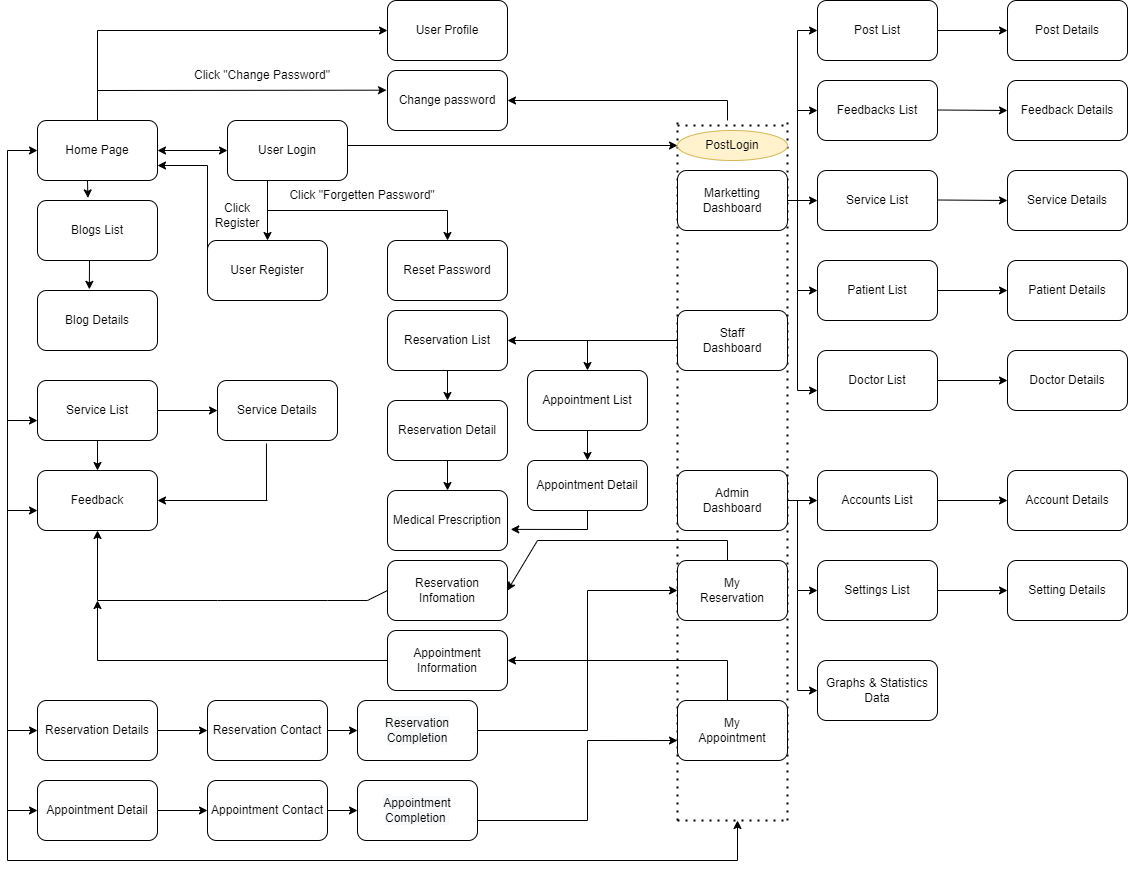 User Profile
Post List
Post Details
Click "Change Password"
Change password
Feedbacks List
Feedback Details
Home Page
User Login
PostLogin
Click "Forgetten Password"
Marketting
Dashboard
Service List
Service Details
Click
Register
Blogs List
User Register
Reset Password
Patient List
Patient Details
Blog Details
Reservation List
Staff
Dashboard
Doctor List
Doctor Details
Service List
Service Details
Appointment List
Reservation Detail
Feedback
Appointment Detail
Admin
Dashboard
Accounts List
Account Details
Medical Prescription
Reservation
Infomation
My
Reservation
Settings List
Setting Details
Appointment
Information
Graphs & Statistics
Data
Reservation Details
Reservation Contact
Reservation
Completion
My
Appointment
Appointment Detail
Appointment Contact
Appointment
Completion